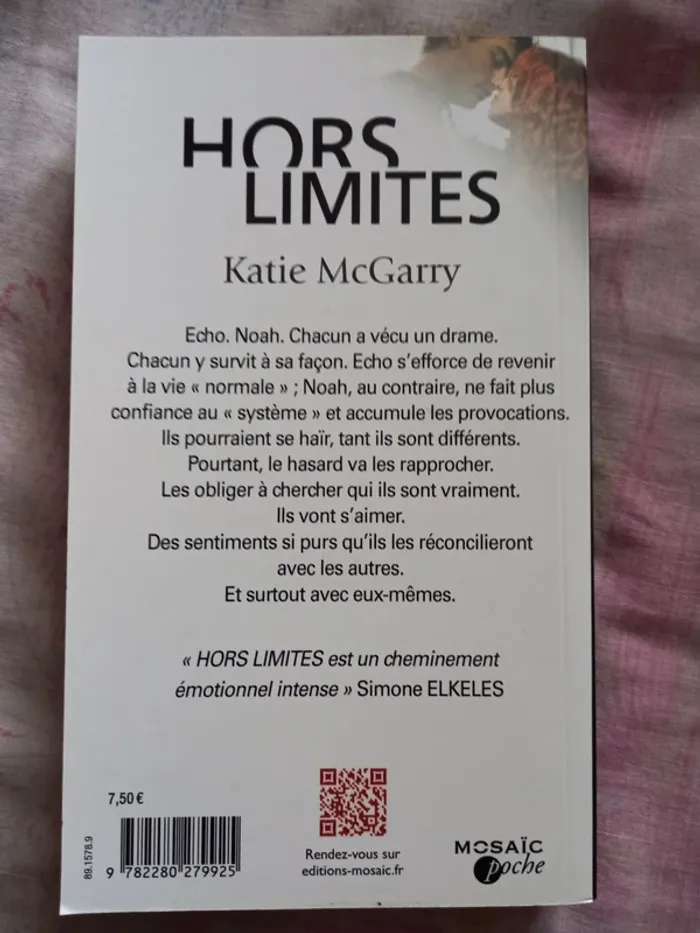 HORS
LIMITES
Katie McGarry
Echo. Noah. Chacun a vécu un drame.
Chacun y survit à sa façon. Echo s'efforce de revenir
à la vie « normale » ; Noah, au contraire, ne fait plus
confiance au « système » et accumule les provocations.
Ils pourraient se haïr, tant ils sont différents.
Pourtant, le hasard va les rapprocher.
Les obliger à chercher qui ils sont vraiment.
Ils vont s'aimer.
Des sentiments si purs qu'ils les réconcilieront
avec les autres.
Et surtout avec eux-mêmes.
« HORS LIMITES est un cheminement
émotionnel intense » Simone ELKELES
7,50 €
89.1578.9
9 782280 279925
Rendez-vous sur
editions-mosaic.fr
MOSAÏC
poche